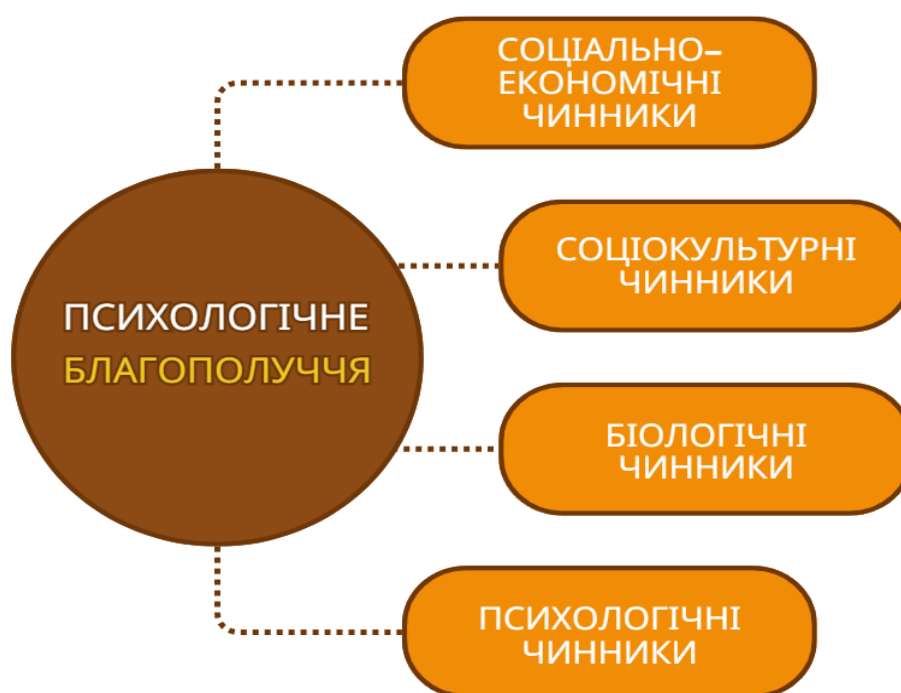 СОЦІАЛЬНО–
ЕКОНОМІЧНІ
ЧИННИКИ
СОЦІОКУЛЬТУРНІ
ЧИННИКИ
ПСИХОЛОГІЧНЕ
БЛАГОПОЛУЧЧЯ
БІОЛОГІЧНІ
ЧИННИКИ
ПСИХОЛОГІЧНІ
ЧИННИКИ